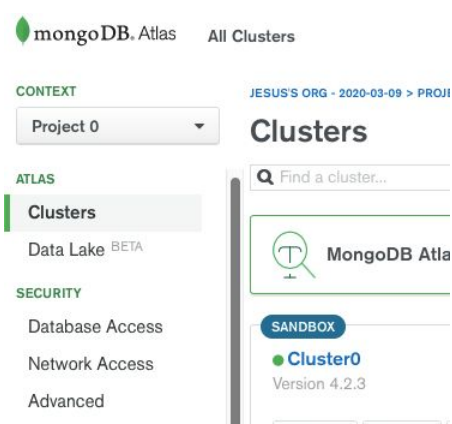 mongoDB. Atlas All Clusters
CONTEXT
Project 0
ATLAS
Clusters
Data Lake BETA
SECURITY
Database Access
Network Access
Advanced
JESUS'S ORG - 2020-03-09 > PROJE
Clusters
Find a cluster...
MongoDB Atla
SANDBOX
Cluster0
Version 4.2.3